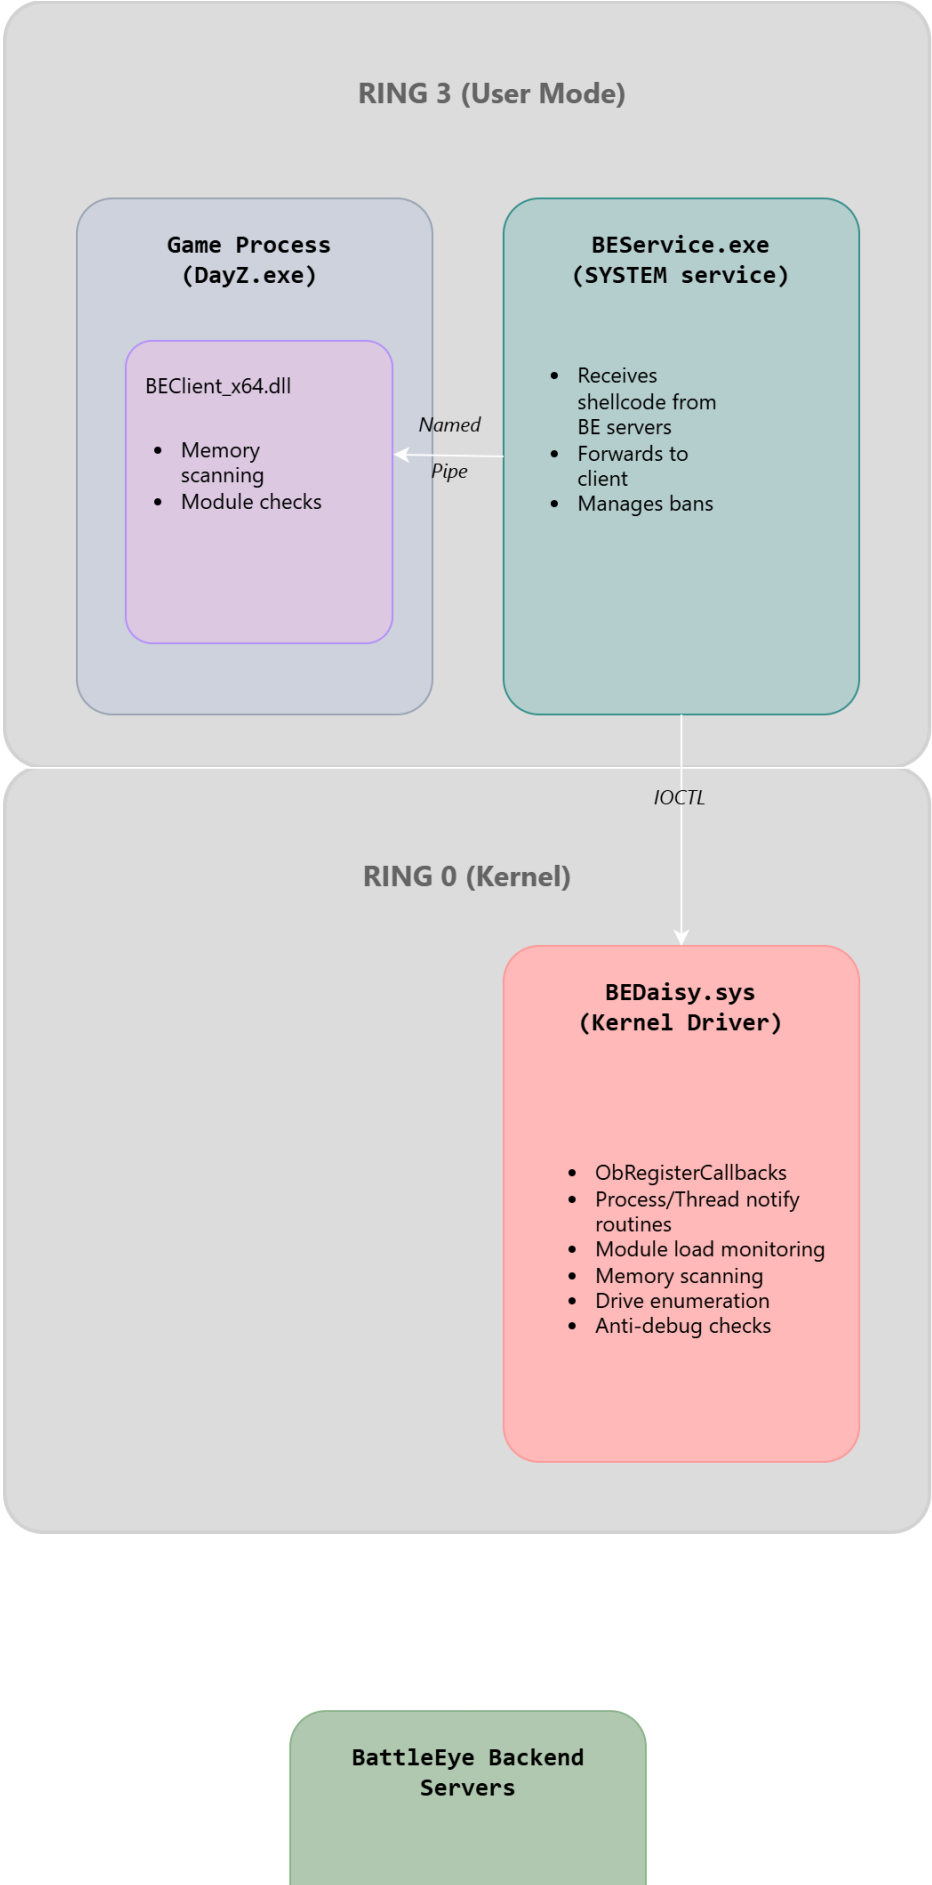 RING 3 (User Mode)
Game Process
(DayZ.exe)
BEClient_x64.dll
• Memory
scanning
• Module checks
Named
Pipe
BEService.exe
(SYSTEM service)
• Receives
shellcode from
BE servers
• Forwards to
client
• Manages bans
IOCTL
RING 0 (Kernel)
BEDaisy.sys
(Kernel Driver)
• ObRegisterCallbacks
• Process/Thread notify
routines
• Module load monitoring
• Memory scanning
• Drive enumeration
• Anti-debug checks
BattleEye Backend
Servers